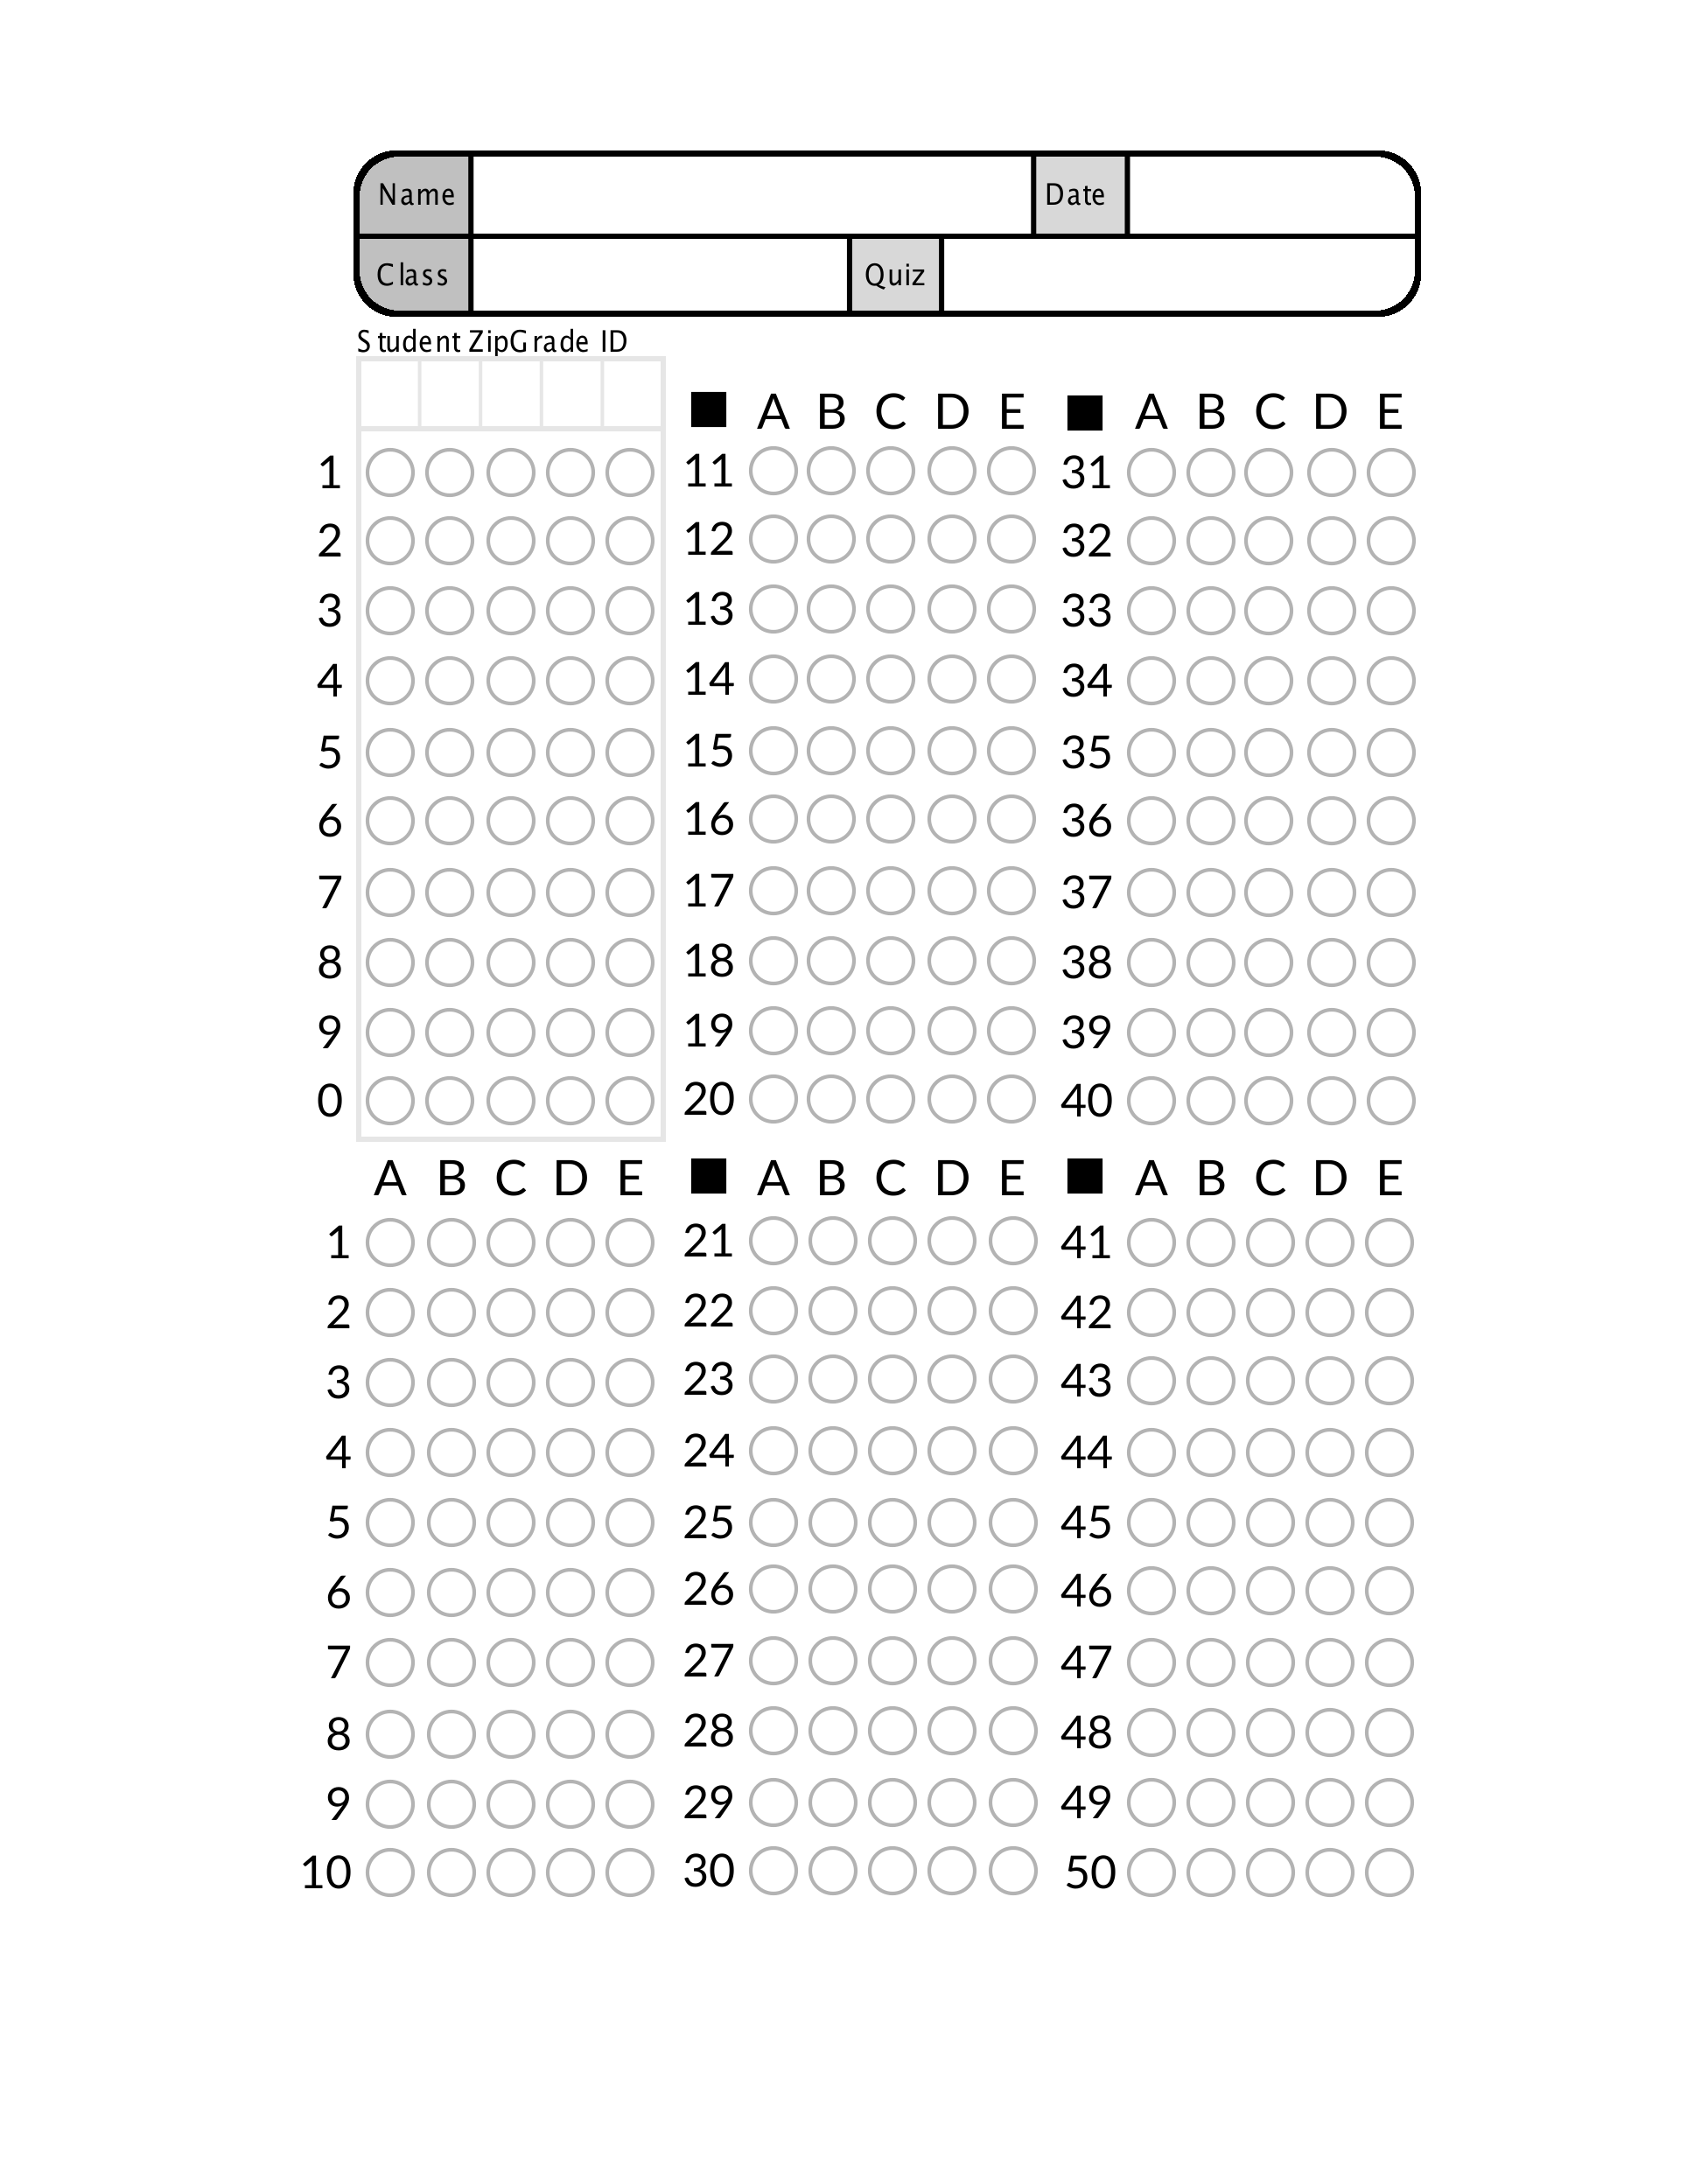 Name Date
Class Quiz
Student ZipGrade ID
A B C D E A B C D E
1 11 31
2 12 32
3 13 33
4 14 34
5 15 35
6 16 36
7 17 37
8 18 38
9 19 39
0 20 40
A B C D E A B C D E A B C D E
1 21 41
2 22 42
3 23 43
4 24 44
5 25 45
6 26 46
7 27 47
8 28 48
9 29 49
10 30 50